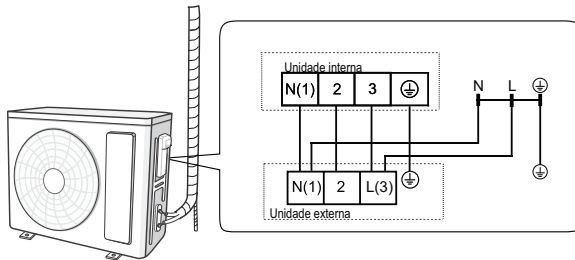 Unidade interna
N(1) 2 3
N L
N(1) 2 L(3)
Unidade externa